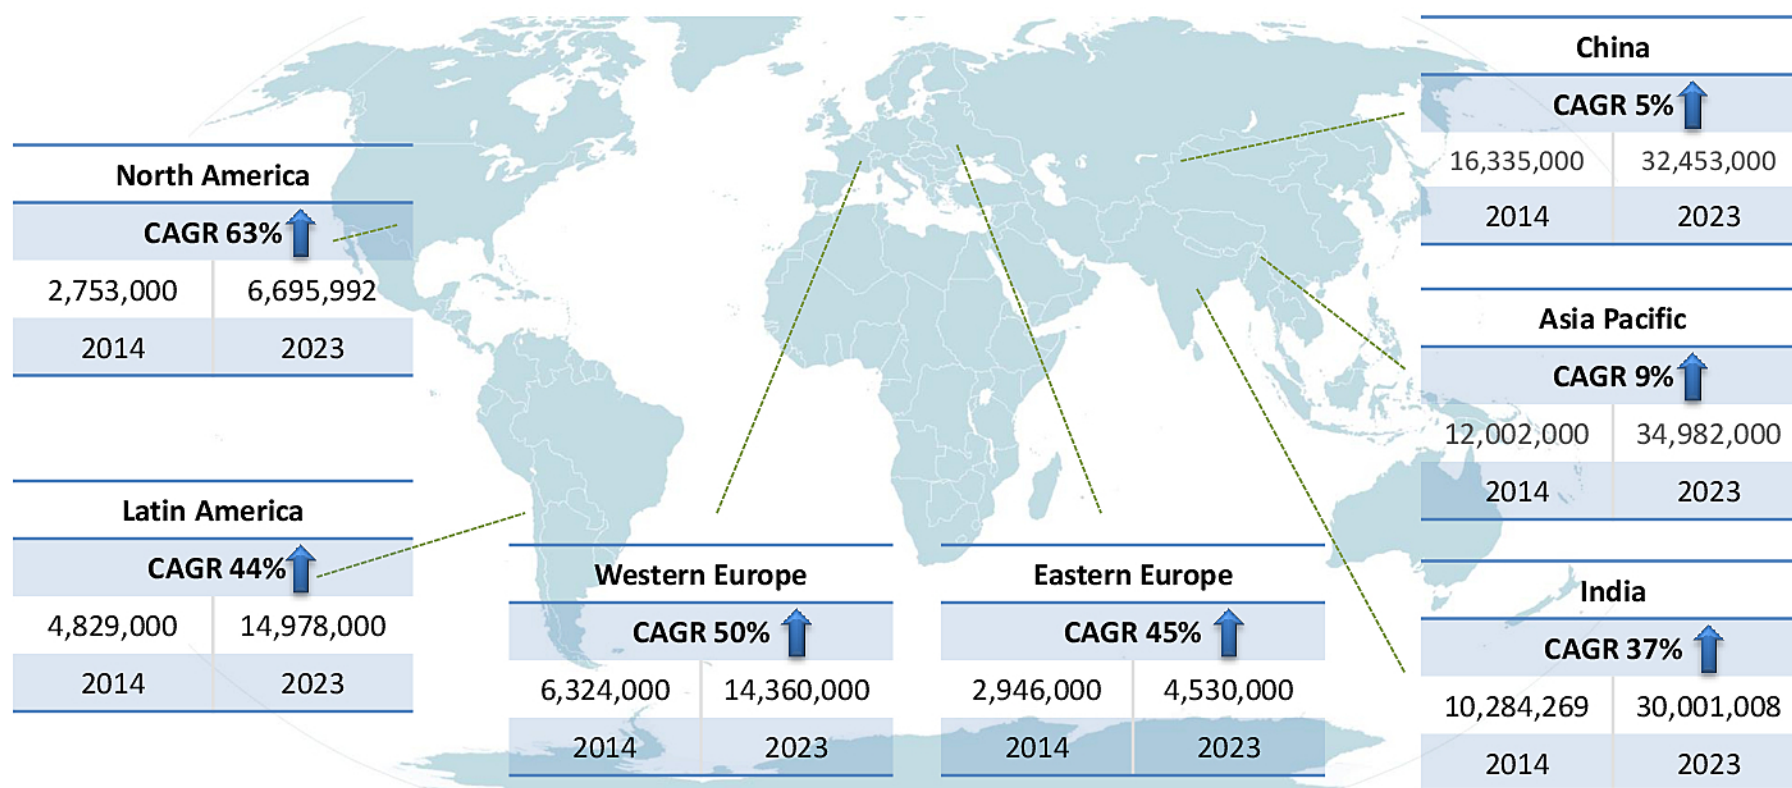 North America
CAGR 63%
2,753,000 6,695,992
2014 2023
Latin America
CAGR 44%
4,829,000 14,978,000
2014 2023
Western Europe
CAGR 50%
6,324,000 14,360,000
2014 2023
Eastern Europe
CAGR 45%
2,946,000 4,530,000
2014 2023
China
CAGR 5%
16,335,000 32,453,000
2014 2023
Asia Pacific
CAGR 9%
12,002,000 34,982,000
2014 2023
India
CAGR 37%
10,284,269 30,001,008
2014 2023